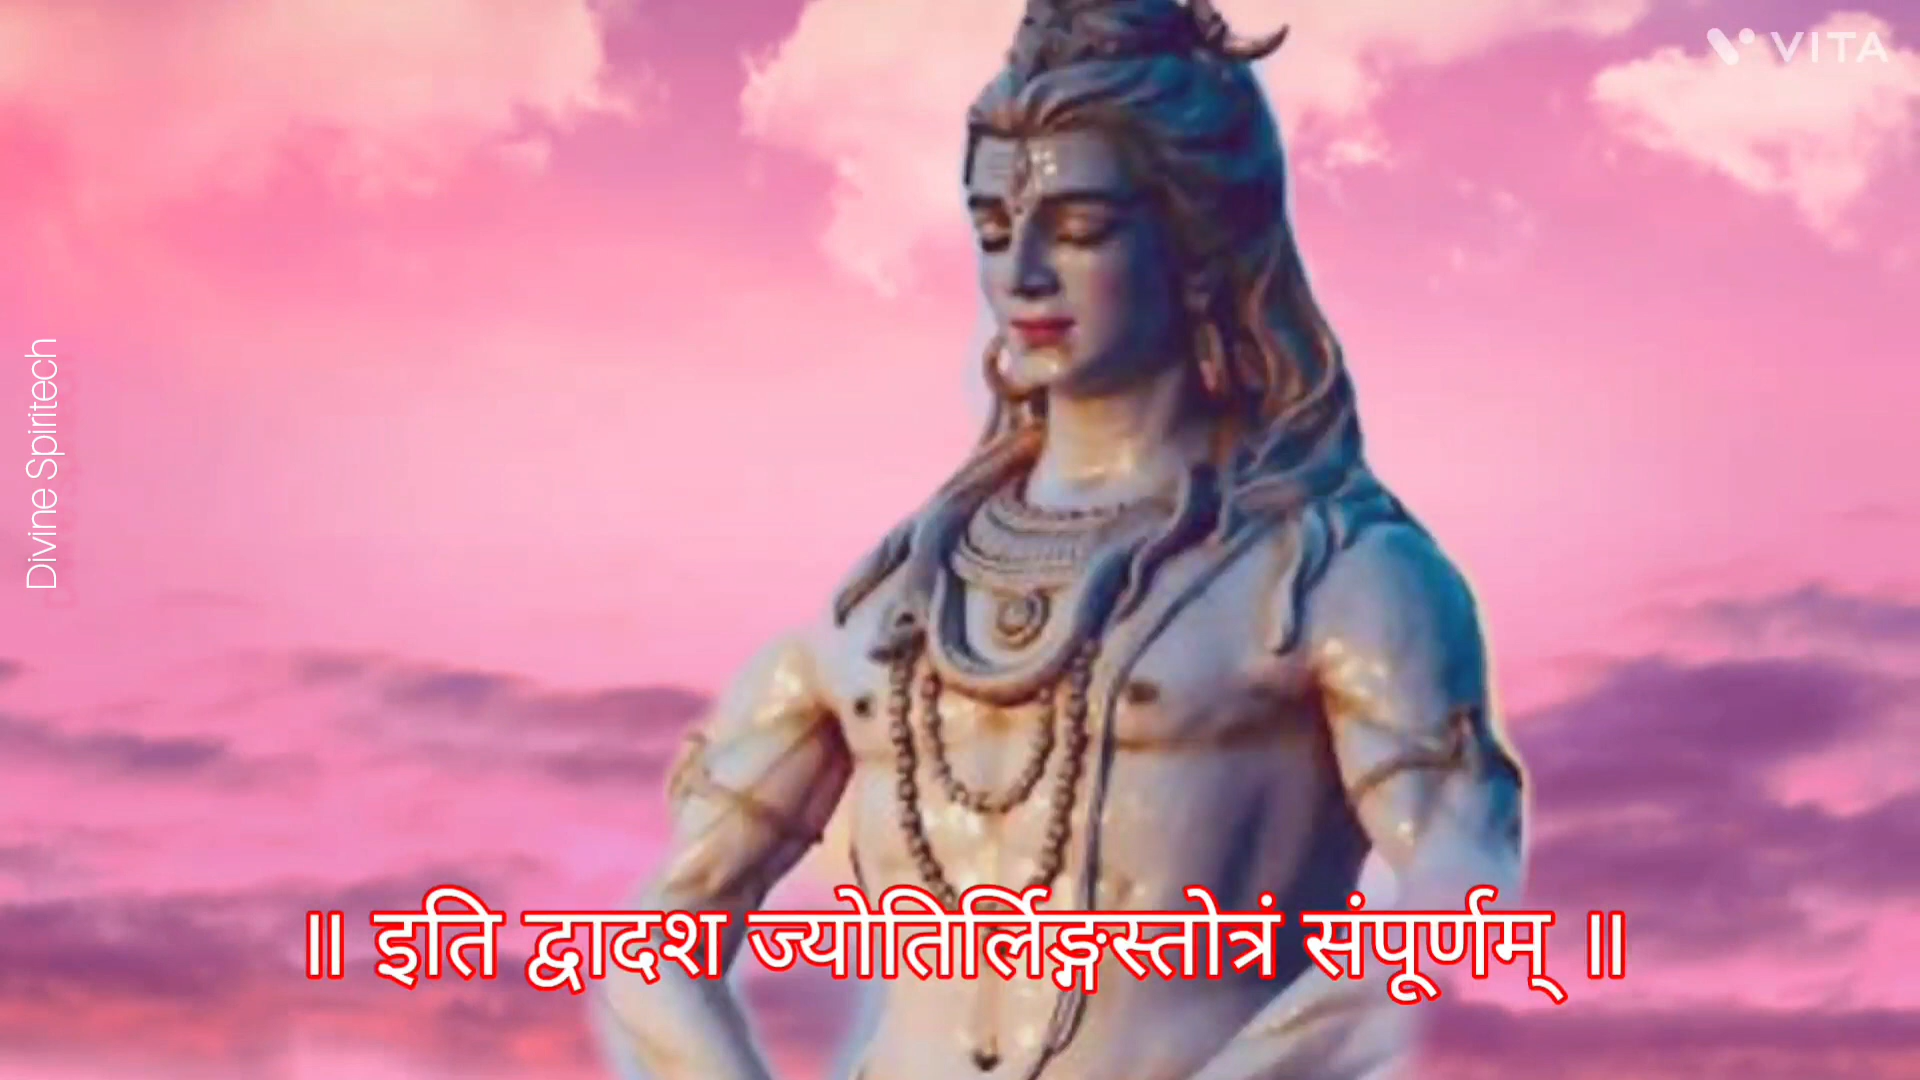 VITA
Divine Spiritech
॥ इति द्वादश ज्योतिर्लिङ्गस्तोत्रं संपूर्णम् ॥